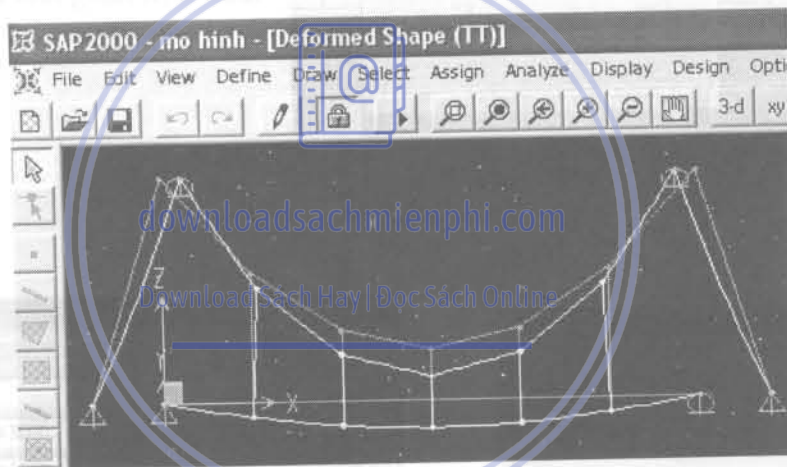 SAP2000 - mo hinh - [Deformed Shape (TT)]
File Edit View Define Draw Select Assign Analyze Display Design Opti
3-d xy
downloadsachmienphi.com
Z
Download Sách Hay | Đọc Sách Online
X